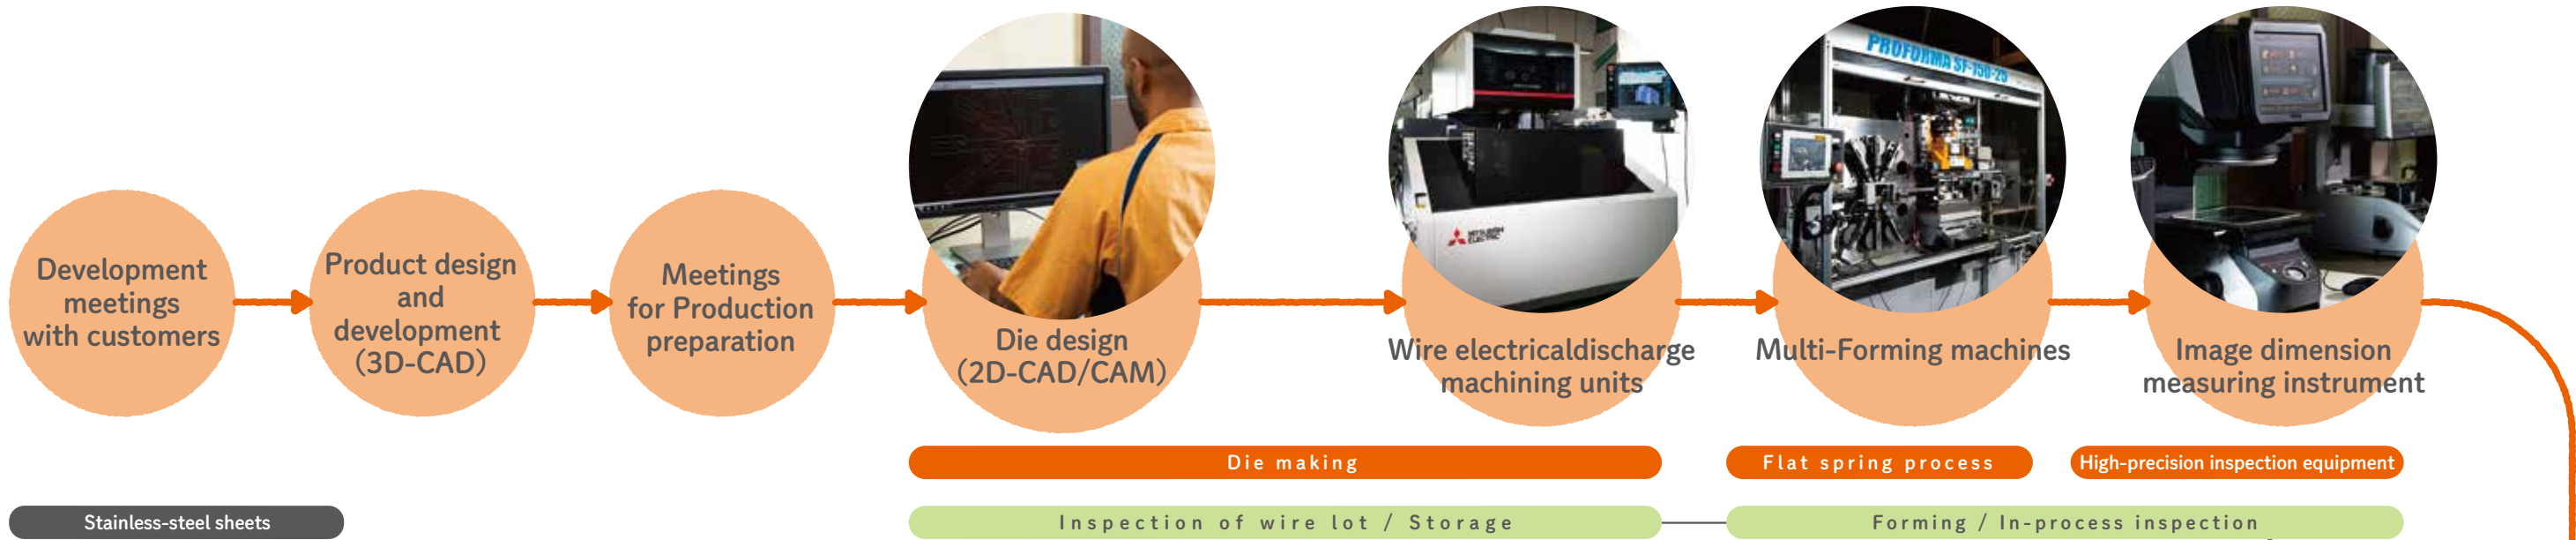 PROFORMA SF-150-25
MITSUBISHI
ELECTRIC
Development
meetings
with customers
Product design
and
development
(3D-CAD)
Meetings
for Production
preparation
Die design
(2D-CAD/CAM)
Wire electricaldischarge
machining units
Multi-Forming machines
Image dimension
measuring instrument
Die making
Flat spring process
High-precision inspection equipment
Stainless-steel sheets
Inspection of wire lot / Storage
Forming / In-process inspection